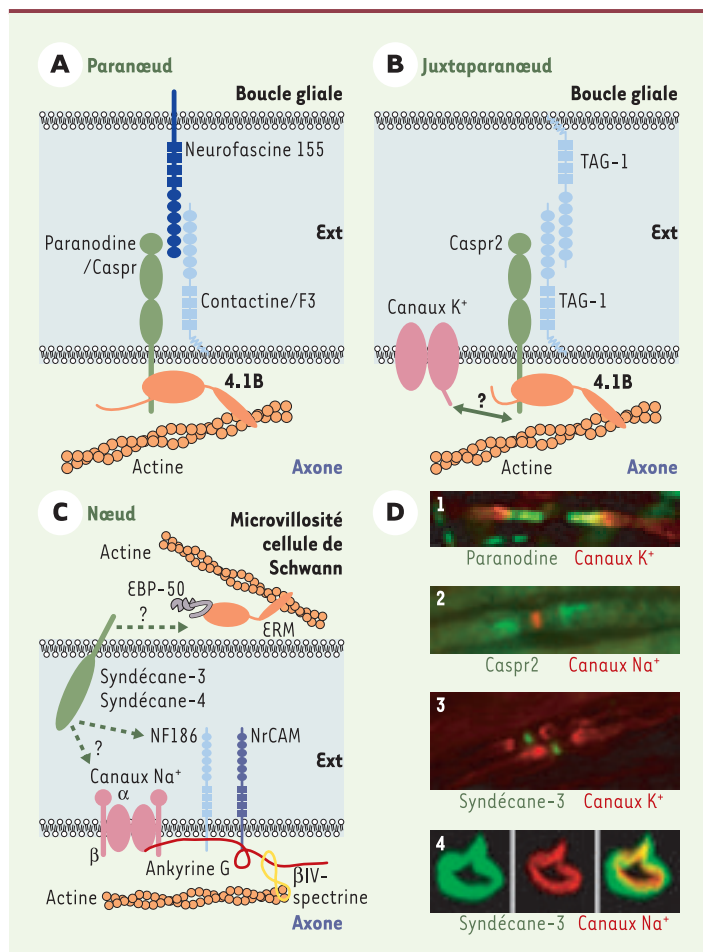 A Paranœud
Boucle gliale
Neurofascine 155
Paranodine
/Caspr
Ext
Contactine/F3
4.1B
Actine
Axone
B Juxtaparanœud
Boucle gliale
TAG-1
Ext
Caspr2
Canaux K⁺
TAG-1
4.1B
?
Actine
Axone
C Nœud
Microvillosité
cellule de
Schwann
Actine
EBP-50
?
ERM
Syndécane-3
Syndécane-4
NF186
NrCAM
?
Ext
Canaux Na⁺
α
β
Ankyrine G
βIV-
spectrine
Actine
Axone
D
1
Paranodine Canaux K⁺
2
Caspr2 Canaux Na⁺
3
Syndécane-3 Canaux K⁺
4
Syndécane-3 Canaux Na⁺